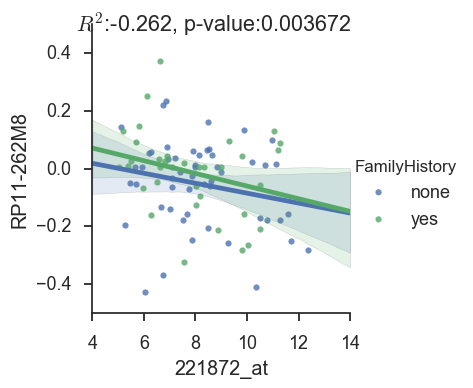 R²:-0.262, p-value:0.003672
0.4
0.2
0.0
−0.2
−0.4
RP11-262M8
4 6 8 10 12 14
221872_at
FamilyHistory
none
yes